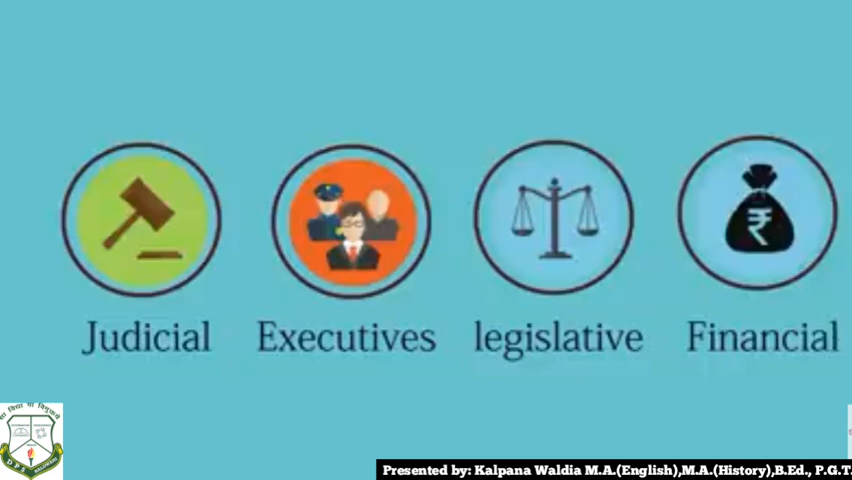 Judicial
Executives
legislative
Financial
D P S
Presented by: Kalpana Waldia M.A.(English),M.A.(History),B.Ed., P.G.T.